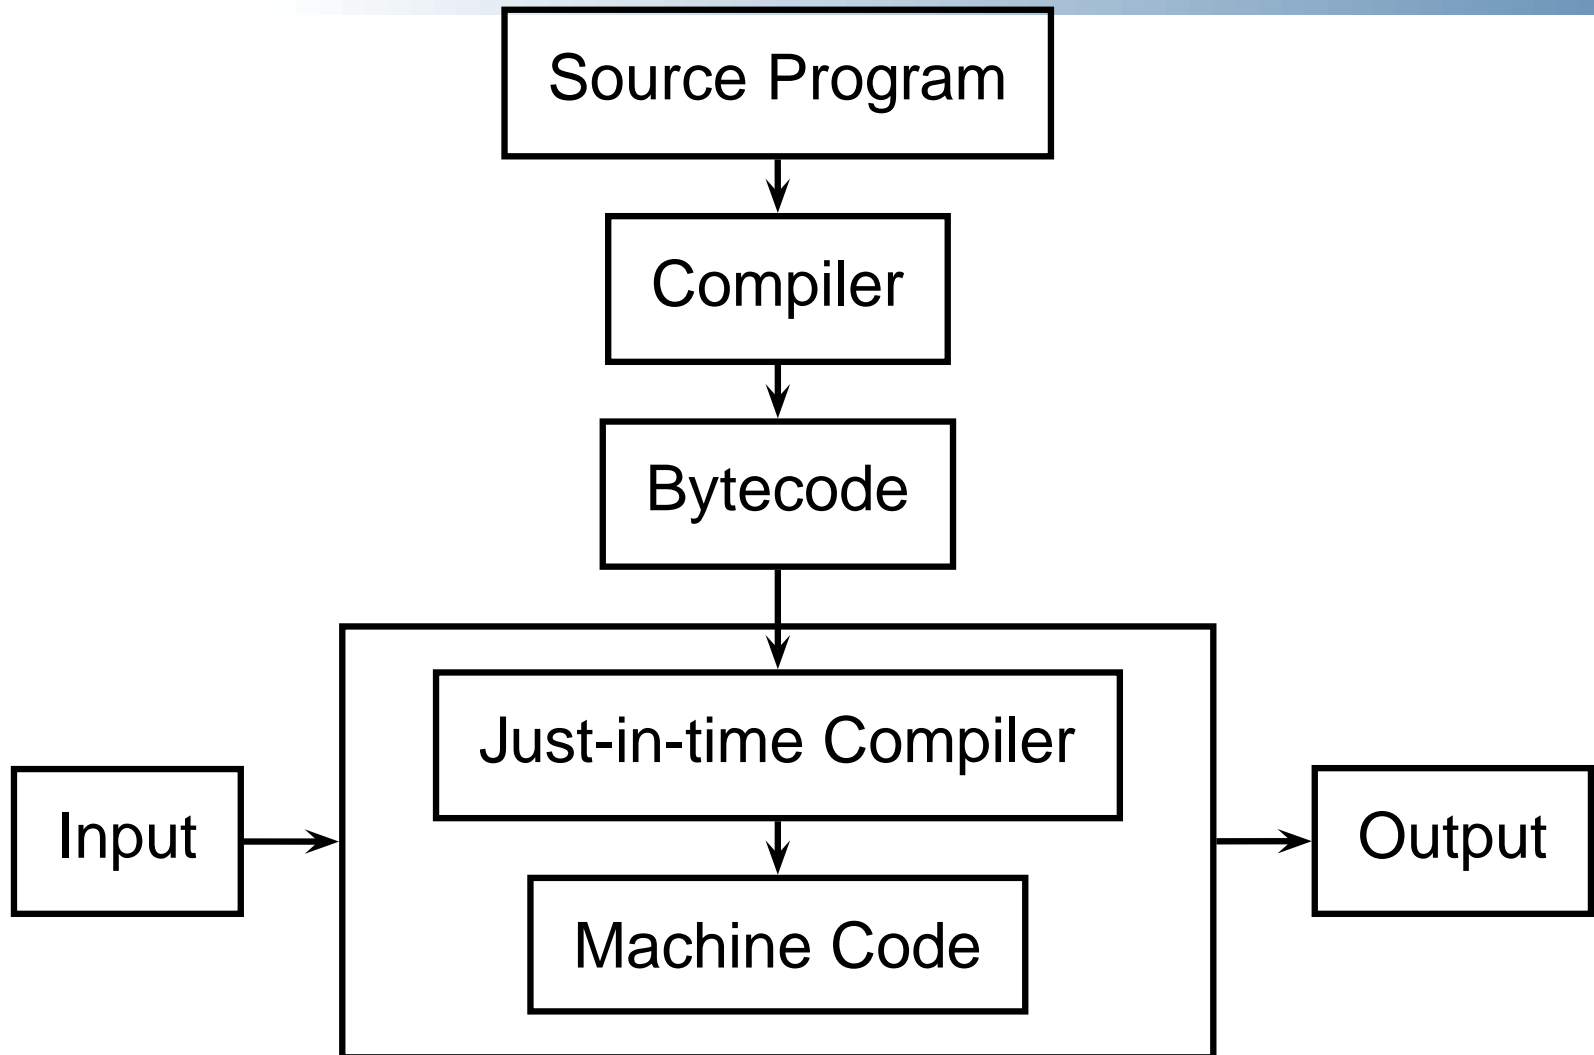 Source Program
Compiler
Bytecode
Just-in-time Compiler
Input
Output
Machine Code